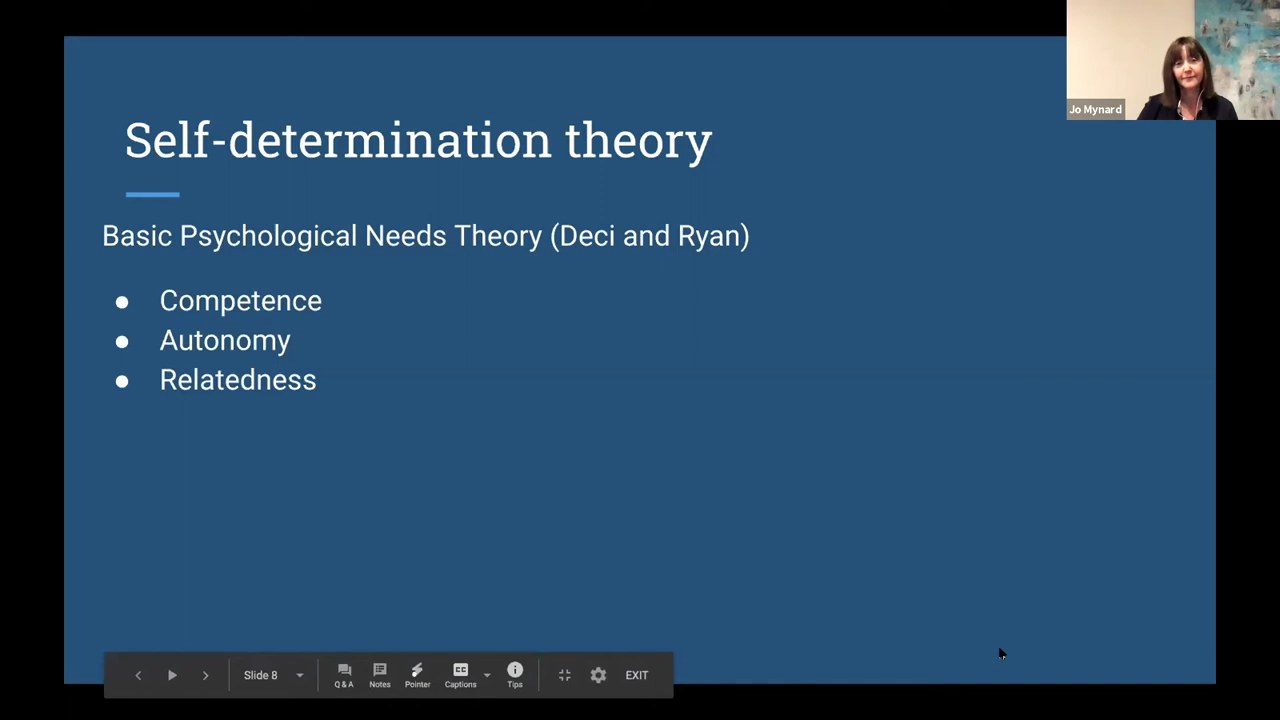 Jo Mynard
Self-determination theory
Basic Psychological Needs Theory (Deci and Ryan)
● Competence
● Autonomy
● Relatedness
Slide 8
Q & A
Notes
Pointer
CC
Captions
Tips
EXIT